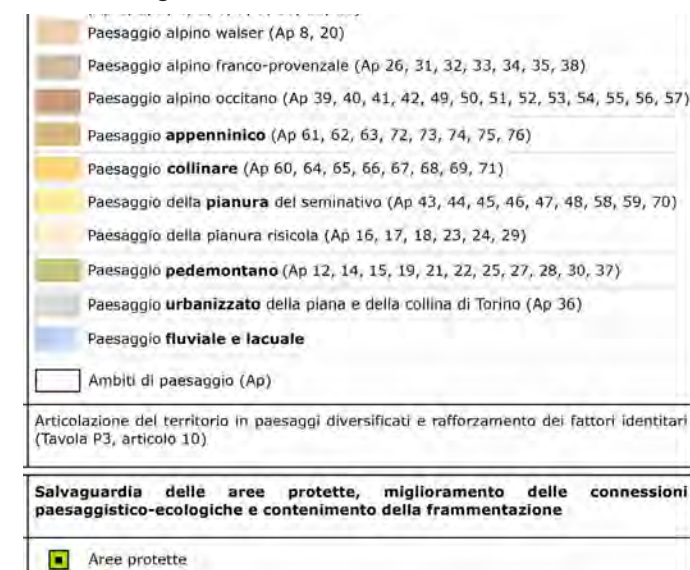 Paesaggio alpino walser (Ap 8, 20)
Paesaggio alpino franco-provenzale (Ap 26, 31, 32, 33, 34, 35, 38)
Paesaggio alpino occitano (Ap 39, 40, 41, 42, 49, 50, 51, 52, 53, 54, 55, 56, 57)
Paesaggio appenninico (Ap 61, 62, 63, 72, 73, 74, 75, 76)
Paesaggio collinare (Ap 60, 64, 65, 66, 67, 68, 69, 71)
Paesaggio della pianura del seminativo (Ap 43, 44, 45, 46, 47, 48, 58, 59, 70)
Paesaggio della pianura risicola (Ap 16, 17, 18, 23, 24, 29)
Paesaggio pedemontano (Ap 12, 14, 15, 19, 21, 22, 25, 27, 28, 30, 37)
Paesaggio urbanizzato della piana e della collina di Torino (Ap 36)
Paesaggio fluviale e lacuale
Ambiti di paesaggio (Ap)
Articolazione del territorio in paesaggi diversificati e rafforzamento dei fattori identitari
(Tavola P3, articolo 10)
Salvaguardia delle aree protette, miglioramento delle connessioni
paesaggistico-ecologiche e contenimento della frammentazione
Aree protette